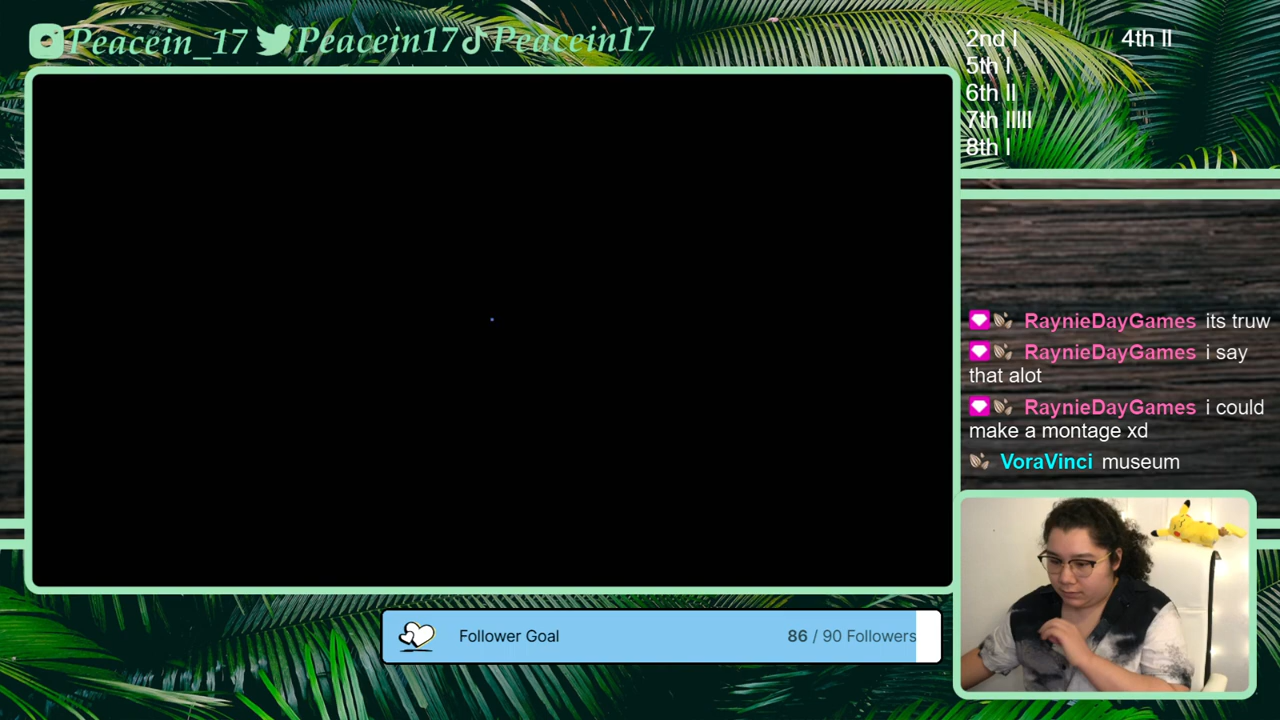 Peacein_17 Peacein17 Peacein17
2nd I 4th II
5th I
6th II
7th IIIII
8th I
RaynieDayGames its truw
RaynieDayGames i say
that alot
RaynieDayGames i could
make a montage xd
VoraVinci museum
Follower Goal 86 / 90 Followers